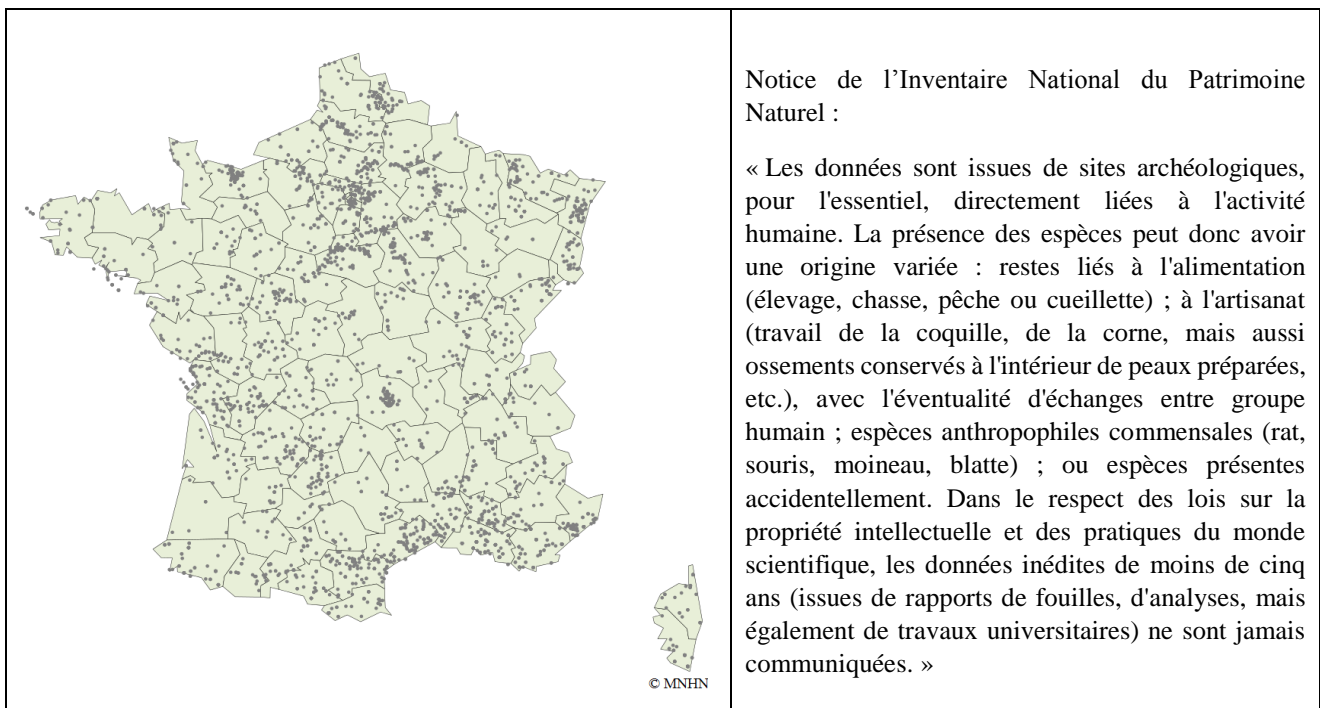 Notice de l’Inventaire National du Patrimoine
Naturel :
« Les données sont issues de sites archéologiques,
pour l'essentiel, directement liées à l'activité
humaine. La présence des espèces peut donc avoir
une origine variée : restes liés à l'alimentation
(élevage, chasse, pêche ou cueillette) ; à l'artisanat
(travail de la coquille, de la corne, mais aussi
ossements conservés à l'intérieur de peaux préparées,
etc.), avec l'éventualité d'échanges entre groupe
humain ; espèces anthropophiles commensales (rat,
souris, moineau, blatte) ; ou espèces présentes
accidentellement. Dans le respect des lois sur la
propriété intellectuelle et des pratiques du monde
scientifique, les données inédites de moins de cinq
ans (issues de rapports de fouilles, d'analyses, mais
également de travaux universitaires) ne sont jamais
communiquées. »
© MNHN